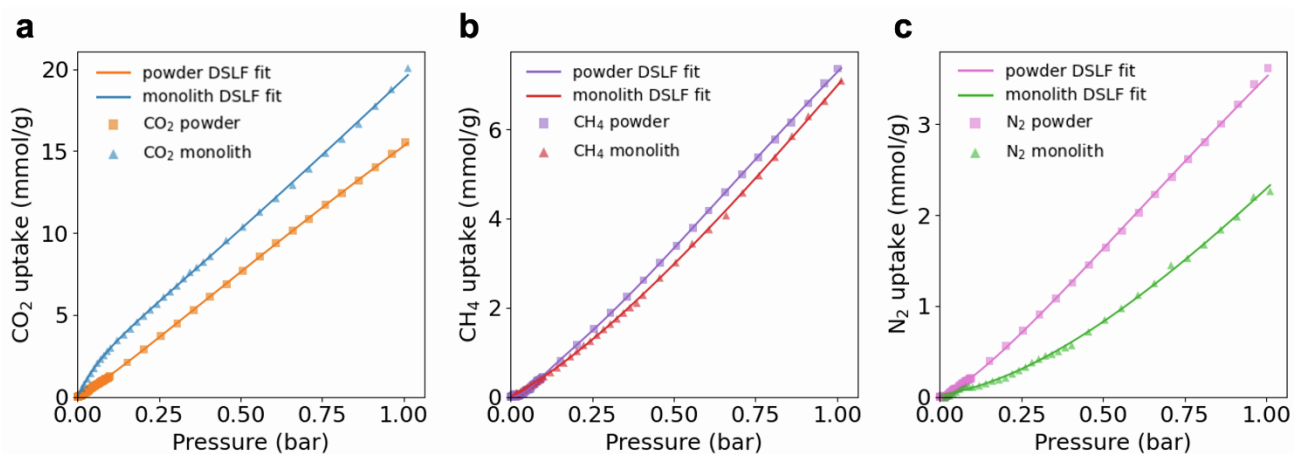 a
20
15
10
5
0
CO₂ uptake (mmol/g)
powder DSLF fit
monolith DSLF fit
CO₂ powder
CO₂ monolith
0.00 0.25 0.50 0.75 1.00
Pressure (bar)
b
6
4
2
0
CH₄ uptake (mmol/g)
powder DSLF fit
monolith DSLF fit
CH₄ powder
CH₄ monolith
0.00 0.25 0.50 0.75 1.00
Pressure (bar)
c
3
2
1
0
N₂ uptake (mmol/g)
powder DSLF fit
monolith DSLF fit
N₂ powder
N₂ monolith
0.00 0.25 0.50 0.75 1.00
Pressure (bar)